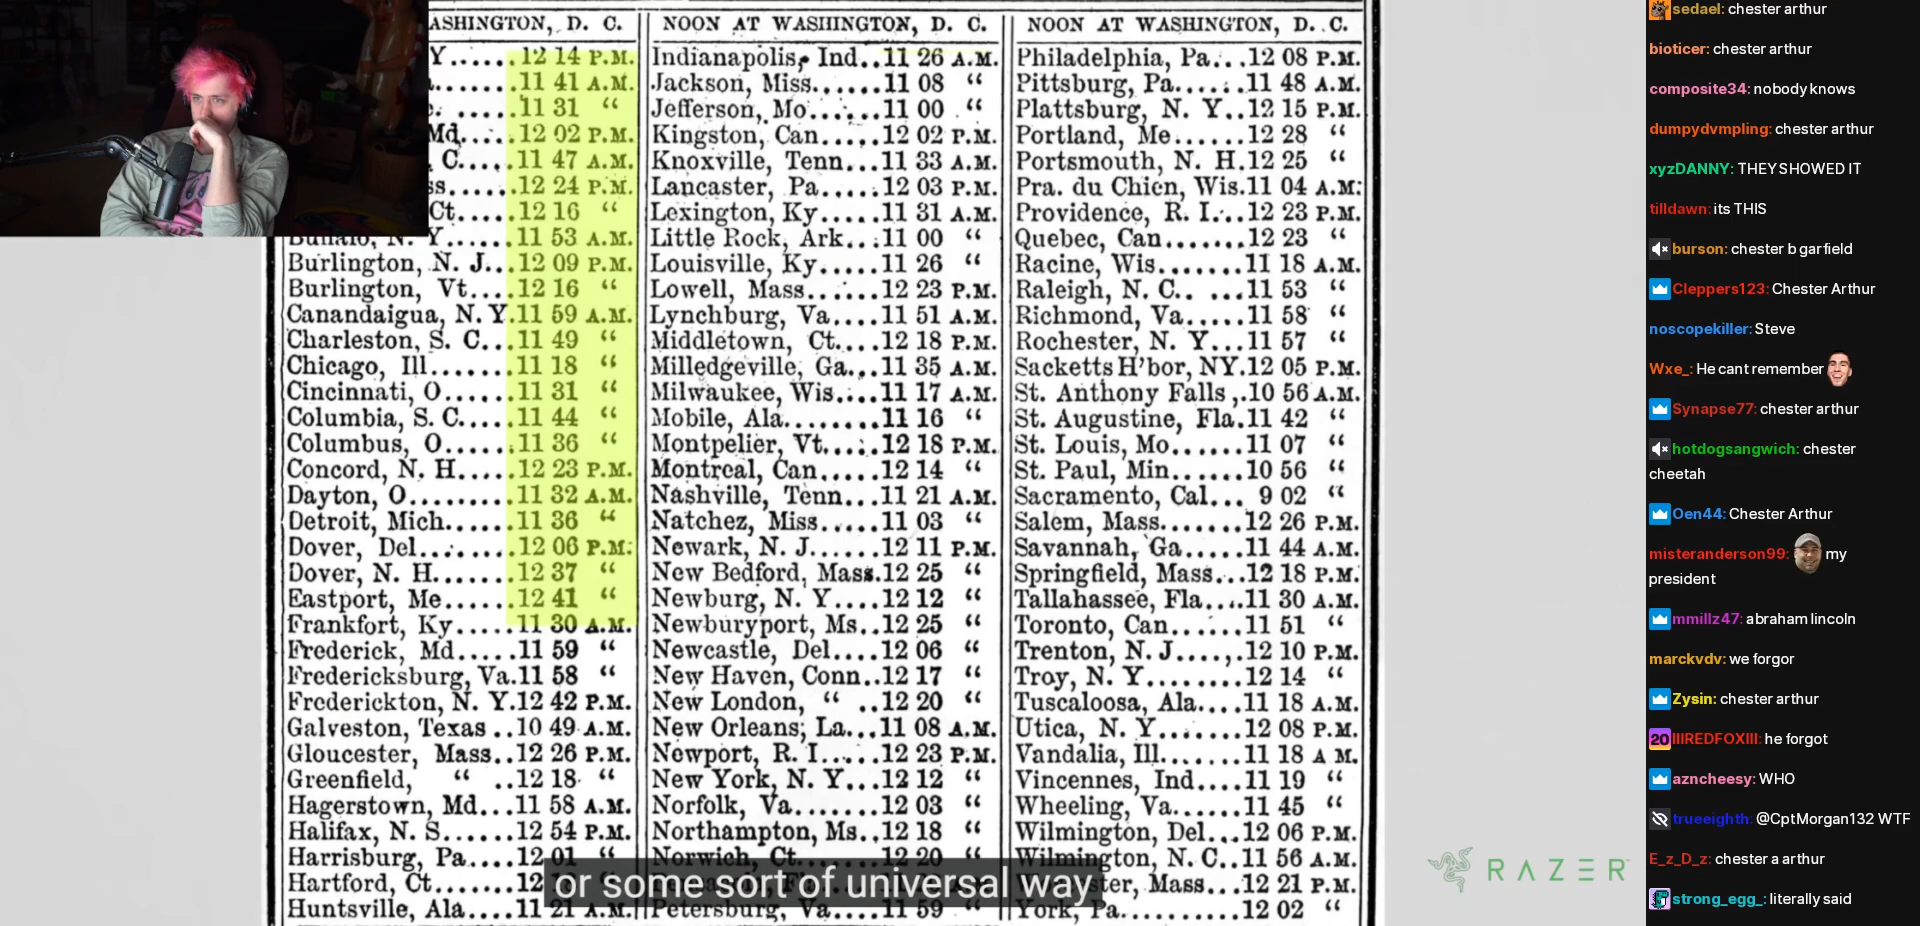 ASHINGTON, D. C.
Y......12 14 P.M.
.......11 41 A.M.
.......11 31 “
Md....12 02 P.M.
C....11 47 A.M.
ss.....12 24 P.M.
Ct.....12 16 “
Buffalo, N. Y....11 53 A.M.
Burlington, N. J...12 09 P.M.
Burlington, Vt....12 16 “
Canandaigua, N.Y.11 59 A.M.
Charleston, S. C...11 49 “
Chicago, Ill.......11 18 “
Cincinnati, O.....11 31 “
Columbia, S. C....11 44 “
Columbus, O......11 36 “
Concord, N. H....12 23 P.M.
Dayton, O........11 32 A.M.
Detroit, Mich.....11 36 “
Dover, Del.......12 06 P.M.
Dover, N. H......12 37 “
Eastport, Me.....12 41 “
Frankfort, Ky....11 30 A.M.
Frederick, Md...11 59 “
Fredericksburg, Va.11 58 “
Frederickton, N. Y.12 42 P.M.
Galveston, Texas ..10 49 A.M.
Gloucester, Mass..12 26 P.M.
Greenfield, “ ..12 18 “
Hagerstown, Md...11 58 A.M.
Halifax, N. S.....12 54 P.M.
Harrisburg, Pa....12 01 “
Hartford, Ct......12
Huntsville, Ala....11 21 A.M.
NOON AT WASHINGTON, D. C.
Indianapolis, Ind..11 26 A.M.
Jackson, Miss......11 08 “
Jefferson, Mo.....11 00 “
Kingston, Can....12 02 P.M.
Knoxville, Tenn...11 33 A.M.
Lancaster, Pa.....12 03 P.M.
Lexington, Ky....11 31 A.M.
Little Rock, Ark...11 00 “
Louisville, Ky.....11 26 “
Lowell, Mass......12 23 P.M.
Lynchburg, Va....11 51 A.M.
Middletown, Ct....12 18 P.M.
Milledgeville, Ga...11 35 A.M.
Milwaukee, Wis....11 17 A.M.
Mobile, Ala........11 16 “
Montpelier, Vt.....12 18 P.M.
Montreal, Can.....12 14 “
Nashville, Tenn...11 21 A.M.
Natchez, Miss.....11 03 “
Newark, N. J......12 11 P.M.
New Bedford, Mass.12 25 “
Newburg, N. Y....12 12 “
Newburyport, Ms..12 25 “
Newcastle, Del....12 06 “
New Haven, Conn..12 17 “
New London, “ ..12 20 “
New Orleans, La...11 08 A.M.
Newport, R. I.....12 23 P.M.
New York, N. Y...12 12 “
Norfolk, Va.......12 03 “
Northampton, Ms..12 18 “
Norwich, Ct.......12 20 “
Petersburg, Va....11 59 “
NOON AT WASHINGTON, D. C.
Philadelphia, Pa...12 08 P.M.
Pittsburg, Pa......11 48 A.M.
Plattsburg, N. Y..12 15 P.M.
Portland, Me......12 28 “
Portsmouth, N. H.12 25 “
Pra. du Chien, Wis.11 04 A.M.
Providence, R. I...12 23 P.M.
Quebec, Can.......12 23 “
Racine, Wis.......11 18 A.M.
Raleigh, N. C.. ...11 53 “
Richmond, Va.....11 58 “
Rochester, N. Y...11 57 “
Sacketts H’bor, NY.12 05 P.M.
St. Anthony Falls,.10 56 A.M.
St. Augustine, Fla.11 42 “
St. Louis, Mo.....11 07 “
St. Paul, Min.....10 56 “
Sacramento, Cal... 9 02 “
Salem, Mass.......12 26 P.M.
Savannah, Ga.....11 44 A.M.
Springfield, Mass...12 18 P.M.
Tallahassee, Fla....11 30 A.M.
Toronto, Can......11 51 “
Trenton, N. J.....12 10 P.M.
Troy, N. Y.......12 14 “
Tuscaloosa, Ala....11 18 A.M.
Utica, N. Y.......12 08 P.M.
Vandalia, Ill......11 18 A M.
Vincennes, Ind....11 19 “
Wheeling, Va.....11 45 “
Wilmington, Del...12 06 P.M.
Wilmington, N. C..11 56 A.M.
ster, Mass....12 21 P.M.
York, Pa..........12 02 “
or some sort of universal way
RAZER
sedael: chester arthur
bioticer: chester arthur
composite34: nobody knows
dumpydvmpling: chester arthur
xyzDANNY: THEY SHOWED IT
tilldawn: its THIS
burson: chester b garfield
Cleppers123: Chester Arthur
noscopekiller: Steve
Wxe_: He cant remember
Synapse77: chester arthur
hotdogsangwich: chester
cheetah
Oen44: Chester Arthur
misteranderson99: my
president
mmillz47: abraham lincoln
marckvdv: we forgor
Zysin: chester arthur
20 IIIREDFOXIII: he forgot
azncheesy: WHO
trueeighth: @CptMorgan132 WTF
E_z_D_z: chester a arthur
strong_egg_: literally said